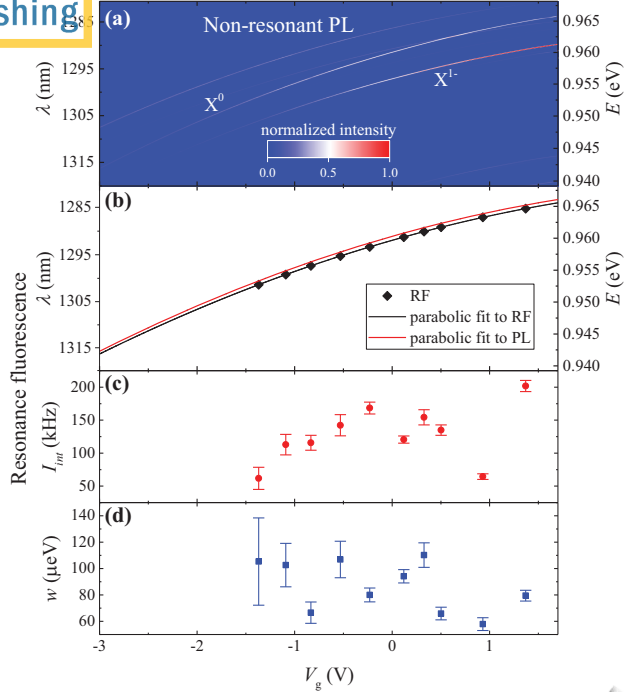 shing
(a)
Non-resonant PL
X⁰
X¹⁻
normalized intensity
0.0 0.5 1.0
λ (nm)
1285
1295
1305
1315
E (eV)
0.965
0.960
0.955
0.950
0.945
0.940
(b)
λ (nm)
1285
1295
1305
1315
E (eV)
0.965
0.960
0.955
0.950
0.945
0.940
RF
parabolic fit to RF
parabolic fit to PL
Resonance fluorescence
(c)
I_int (kHz)
200
150
100
50
(d)
w (µeV)
140
120
100
80
60
-3 -2 -1 0 1
V_g (V)